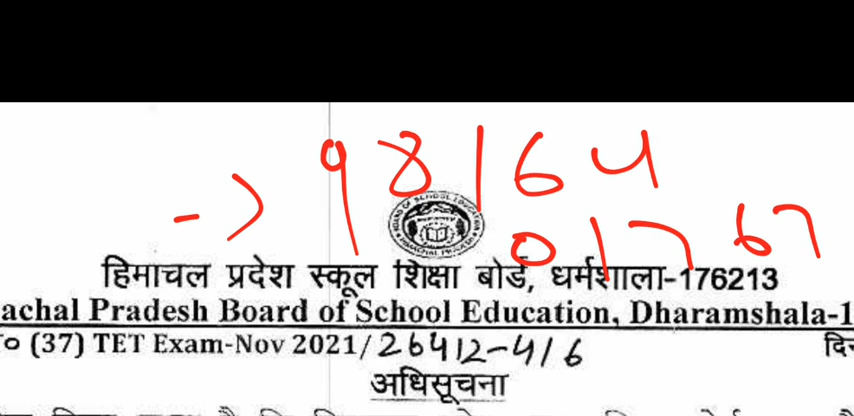 -> 98164
01767
हिमाचल प्रदेश स्कूल शिक्षा बोर्ड, धर्मशाला-176213
achal Pradesh Board of School Education, Dharamshala-1
o (37) TET Exam-Nov 2021/26412-416 दिन
अधिसूचना